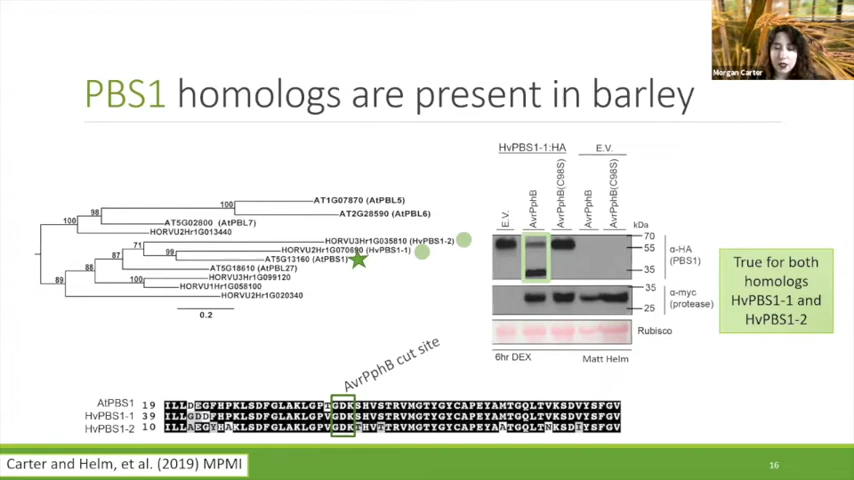 Morgan Carter
PBS1 homologs are present in barley
AT1G07870 (AtPBL5)
AT2G28590 (AtPBL6)
AT5G02800 (AtPBL7)
HORVU2Hr1G013440
HORVU3Hr1G035810 (HvPBS1-2)
HORVU2Hr1G070690 (HvPBS1-1)
AT5G13160 (AtPBS1)
AT5G18610 (AtPBL27)
HORVU3Hr1G099120
HORVU1Hr1G058100
HORVU2Hr1G020340
100
98
100
71
99
87
88
100
89
0.2
HvPBS1-1:HA
E.V.
E.V.
AvrPphB
AvrPphB(C98S)
AvrPphB
AvrPphB(C98S)
kDa
70
55
35
α-HA
(PBS1)
35
25
α-myc
(protease)
Rubisco
6hr DEX
Matt Helm
True for both
homologs
HvPBS1-1 and
HvPBS1-2
AvrPphB cut site
AtPBS1 19 ILLDEGFHPKLSDFGLAKLGPTGDKSHVSTRVMGTYGYCAPEYAMTGQLTVKSDVYSFGV
HvPBS1-1 39 ILLGDDFHPKLSDFGLAKLGPVGDKSHVSTRVMGTYGYCAPEYAMTGQLTVKSDVYSFGV
HvPBS1-2 10 ILLAEGYHAKLSDFGLAKLGPVGDKTHVTTRVMGTYGYCAPEYAATGQLTNKSDIYSFGV
Carter and Helm, et al. (2019) MPMI
16